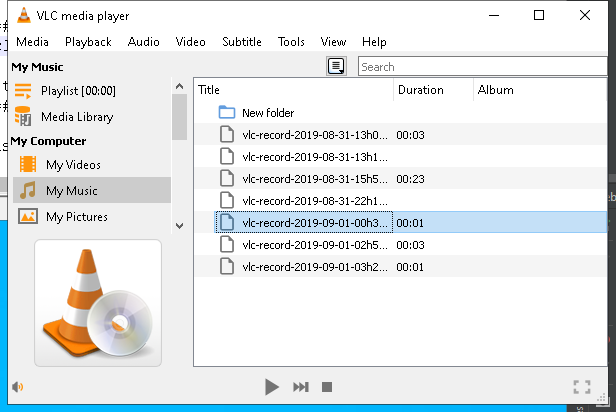 VLC media player
Media Playback Audio Video Subtitle Tools View Help
My Music
Playlist [00:00]
Media Library
My Computer
My Videos
My Music
My Pictures
Search
Title Duration Album
New folder
vlc-record-2019-08-31-13h0... 00:03
vlc-record-2019-08-31-13h1...
vlc-record-2019-08-31-15h5... 00:23
vlc-record-2019-08-31-22h1...
vlc-record-2019-09-01-00h3... 00:01
vlc-record-2019-09-01-02h5... 00:03
vlc-record-2019-09-01-03h2... 00:01